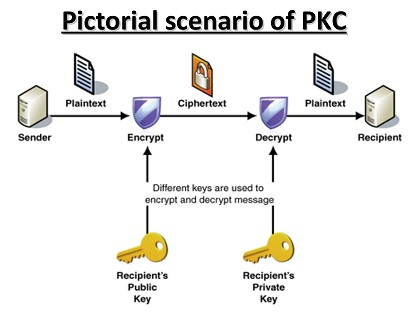 Pictorial scenario of PKC
Plaintext
Ciphertext
Plaintext
Sender
Encrypt
Decrypt
Recipient
Different keys are used to
encrypt and decrypt message
Recipient's
Public
Key
Recipient's
Private
Key